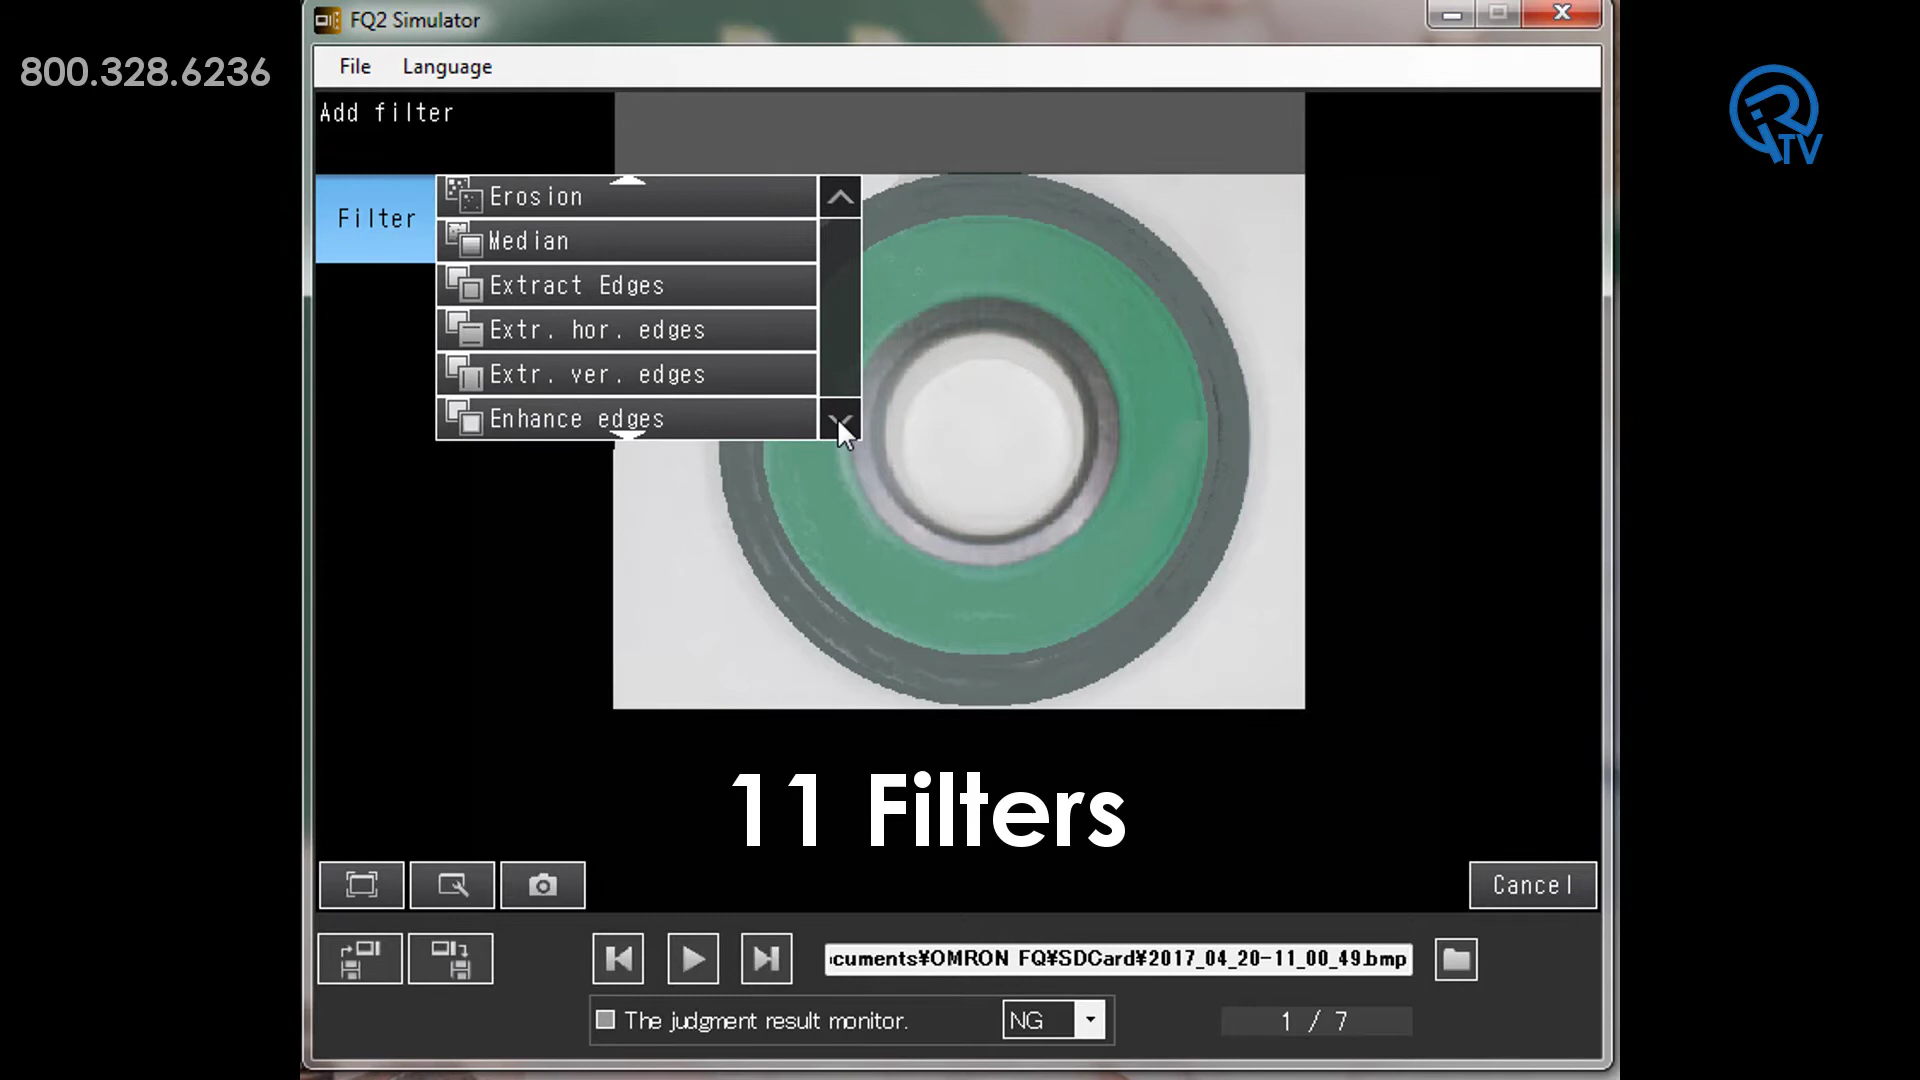 FQ2 Simulator
800.328.6236
File Language
Add filter
Filter
Erosion
Median
Extract Edges
Extr. hor. edges
Extr. ver. edges
Enhance edges
iR
TV
11 Filters
Cancel
cuments¥OMRON FQ¥SDCard¥2017_04_20-11_00_49.bmp
The judgment result monitor.
NG
1 / 7